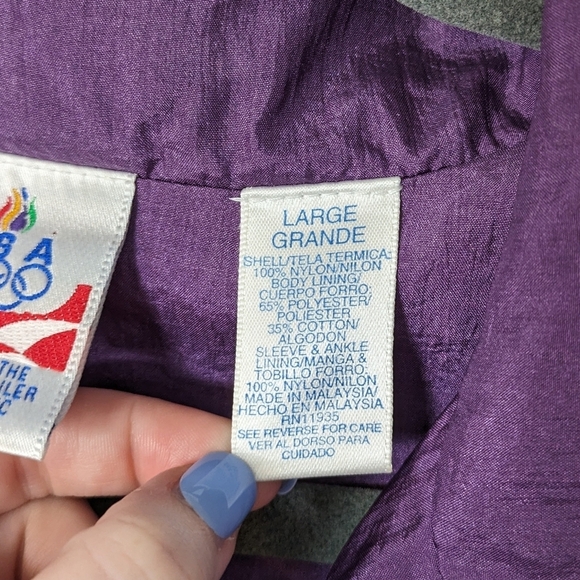 THE
LARGE
GRANDE
SHELL/TELA TERMICA:
100% NYLON/NILON
BODY LINING/
CUERPO FORRO:
65% POLYESTER/
POLIESTER
35% COTTON/
ALGODON
SLEEVE & ANKLE
LINING/MANGA &
TOBILLO FORRO:
100% NYLON/NILON
MADE IN MALAYSIA/
HECHO EN MALAYSIA
RN11935
SEE REVERSE FOR CARE
VER AL DORSO PARA
CUIDADO